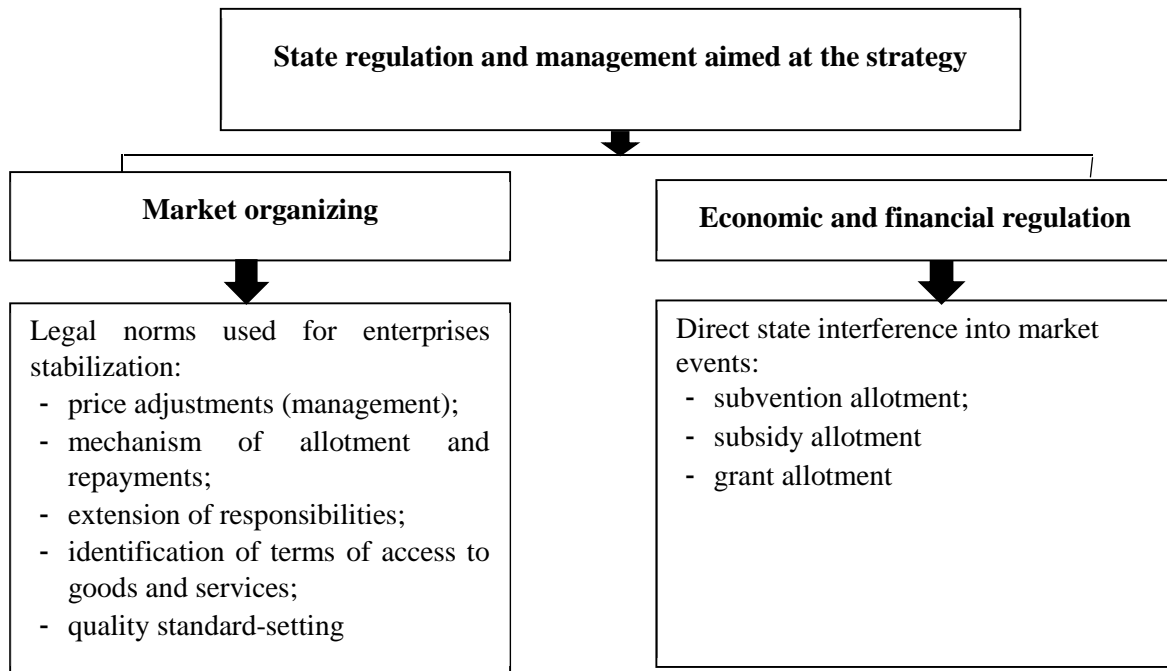 State regulation and management aimed at the strategy
Market organizing
Economic and financial regulation
Legal norms used for enterprises
stabilization:
- price adjustments (management);
- mechanism of allotment and
repayments;
- extension of responsibilities;
- identification of terms of access to
goods and services;
- quality standard-setting
Direct state interference into market
events:
- subvention allotment;
- subsidy allotment
- grant allotment